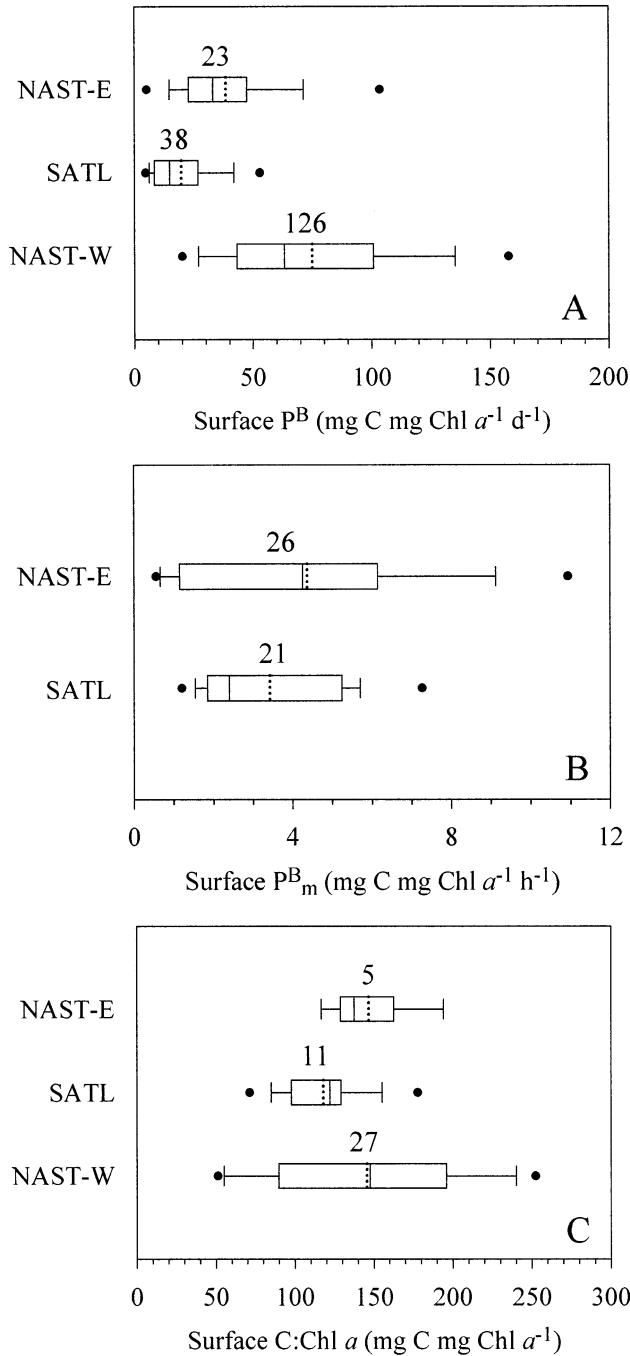 23
NAST-E
38
SATL
126
NAST-W
A
0 50 100 150 200
Surface P^B (mg C mg Chl a^-1 d^-1)
26
NAST-E
21
SATL
B
0 4 8 12
Surface P^B_m (mg C mg Chl a^-1 h^-1)
5
NAST-E
11
SATL
27
NAST-W
C
0 50 100 150 200 250 300
Surface C:Chl a (mg C mg Chl a^-1)